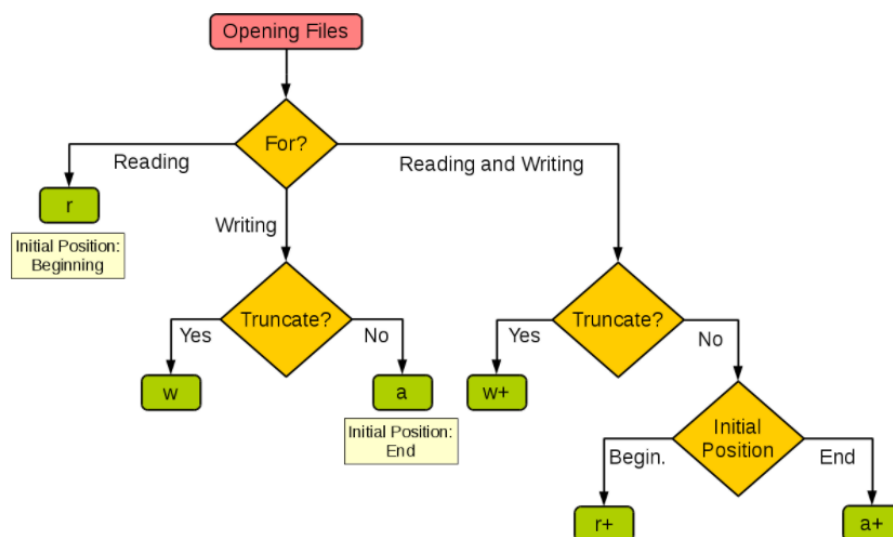 Opening Files
For?
Reading
Reading and Writing
r
Writing
Initial Position:
Beginning
Truncate?
Truncate?
Yes
No
Yes
No
w
a
w+
Initial Position:
End
Initial
Position
Begin.
End
r+
a+